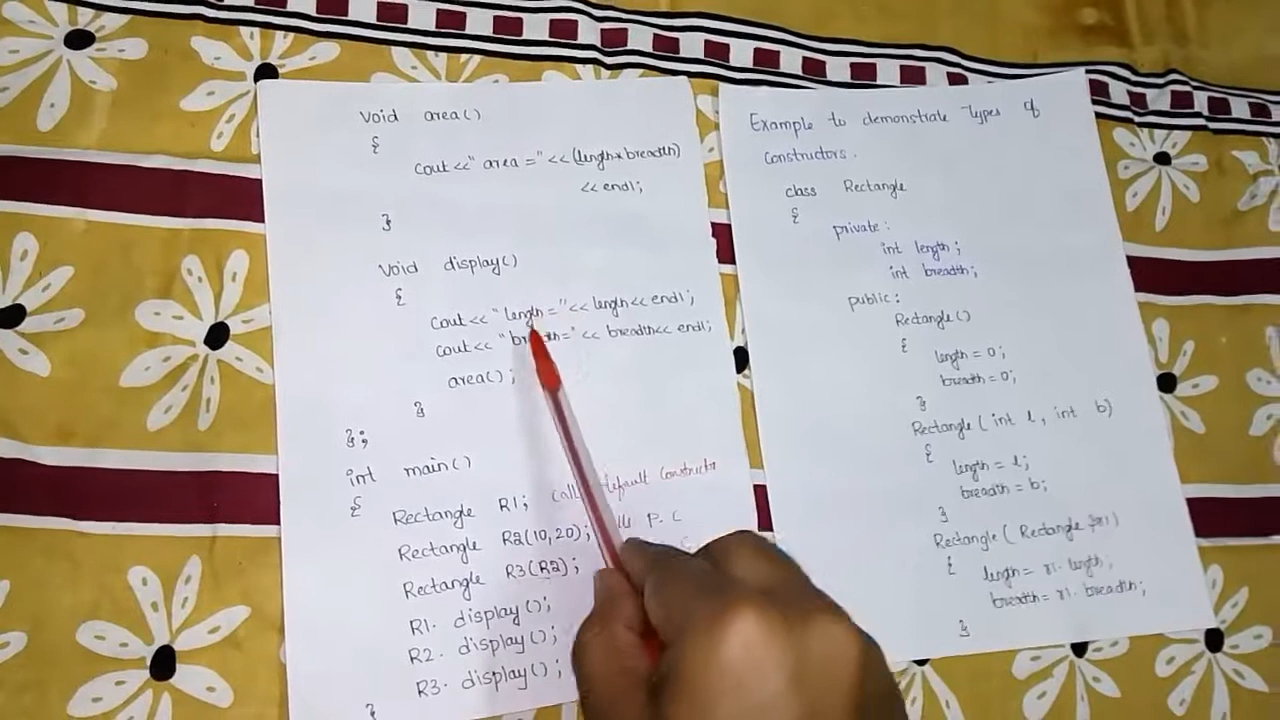 Example to demonstrate Types of
constructors.
class Rectangle
{
private:
int length;
int breadth;
public:
Rectangle()
{
length = 0;
breadth = 0;
}
Rectangle( int l, int b)
{
length = l;
breadth = b;
}
Rectangle( Rectangle &r1)
{
length = r1. length;
breadth = r1. breadth;
}
Void area()
{
cout <<" area =" << (length* breadth)
<< endl;
}
Void display()
{
cout << " length = " << length << endl;
cout << =" << breadth << endl;
area();
}
};
int main()
{
Rectangle R1; default Constructor
Rectangle R2(10,20); P. C
Rectangle R3(R2); C
R1. display();
R2. display();
R3. display();
}